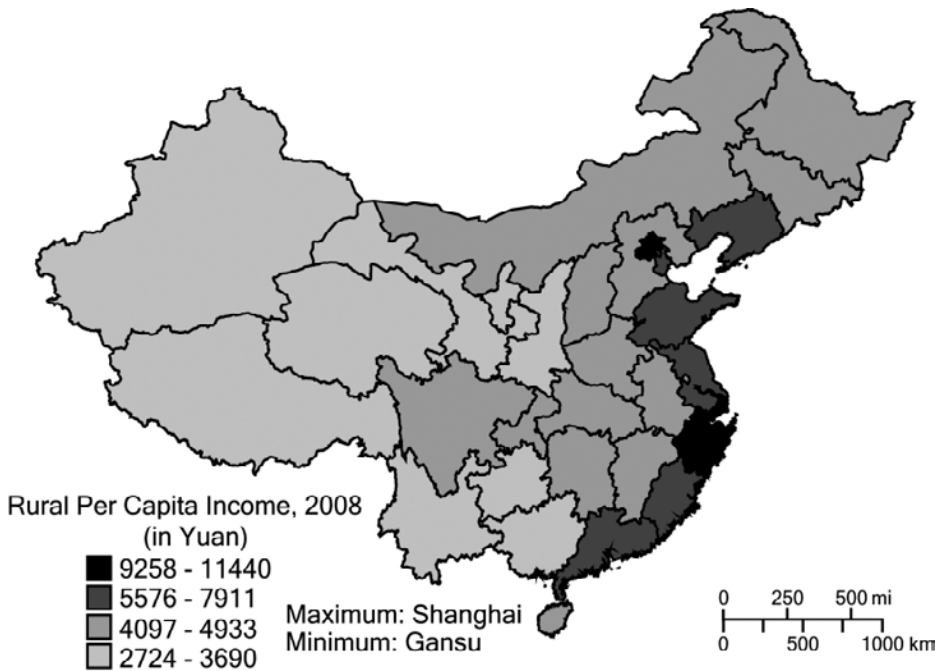 Rural Per Capita Income, 2008
(in Yuan)
9258 - 11440
5576 - 7911
4097 - 4933
2724 - 3690
Maximum: Shanghai
Minimum: Gansu
0 250 500 mi
0 500 1000 km